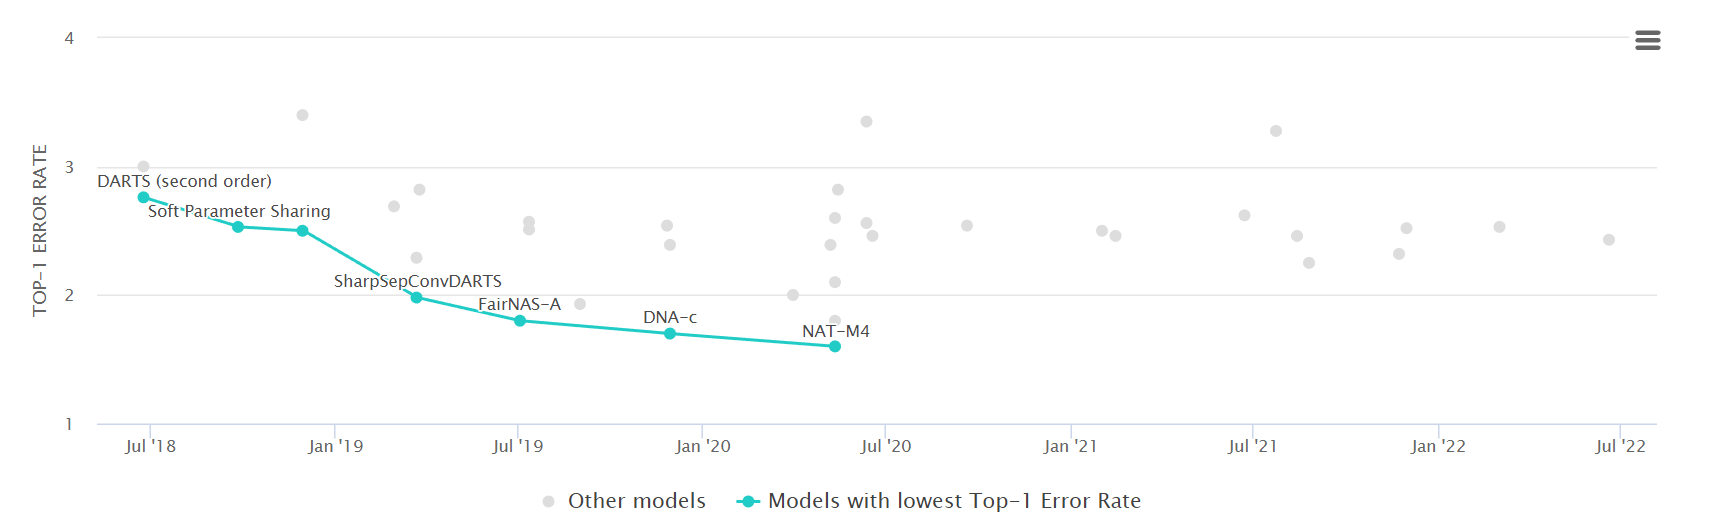 4
3
2
1
TOP-1 ERROR RATE
DARTS (second order)
Soft Parameter Sharing
SharpSepConvDARTS
FairNAS-A
DNA-c
NAT-M4
Jul '18
Jan '19
Jul '19
Jan '20
Jul '20
Jan '21
Jul '21
Jan '22
Jul '22
Other models
Models with lowest Top-1 Error Rate